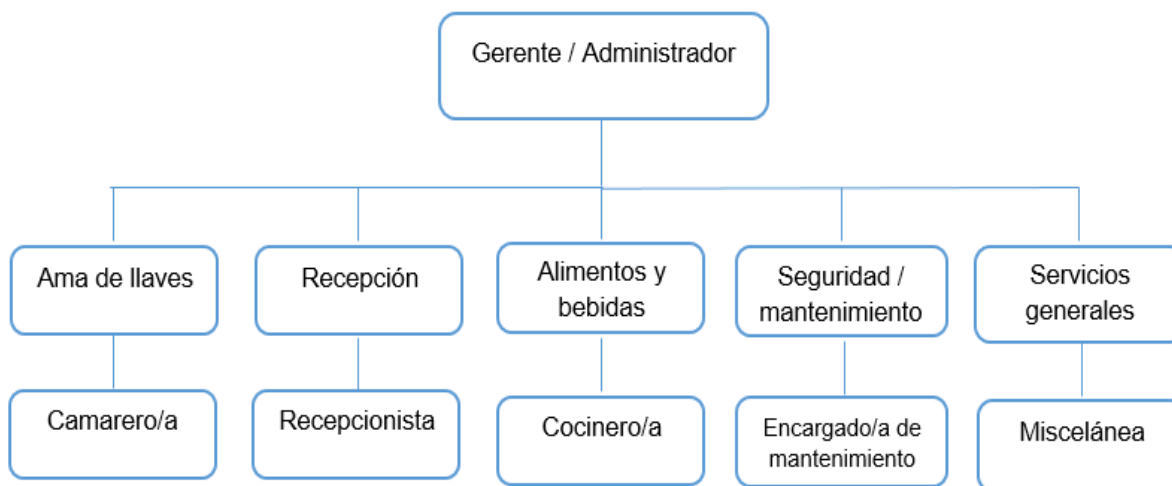 Gerente / Administrador
Ama de llaves
Recepción
Alimentos y
bebidas
Seguridad /
mantenimiento
Servicios
generales
Camarero/a
Recepcionista
Cocinero/a
Encargado/a de
mantenimiento
Miscelánea